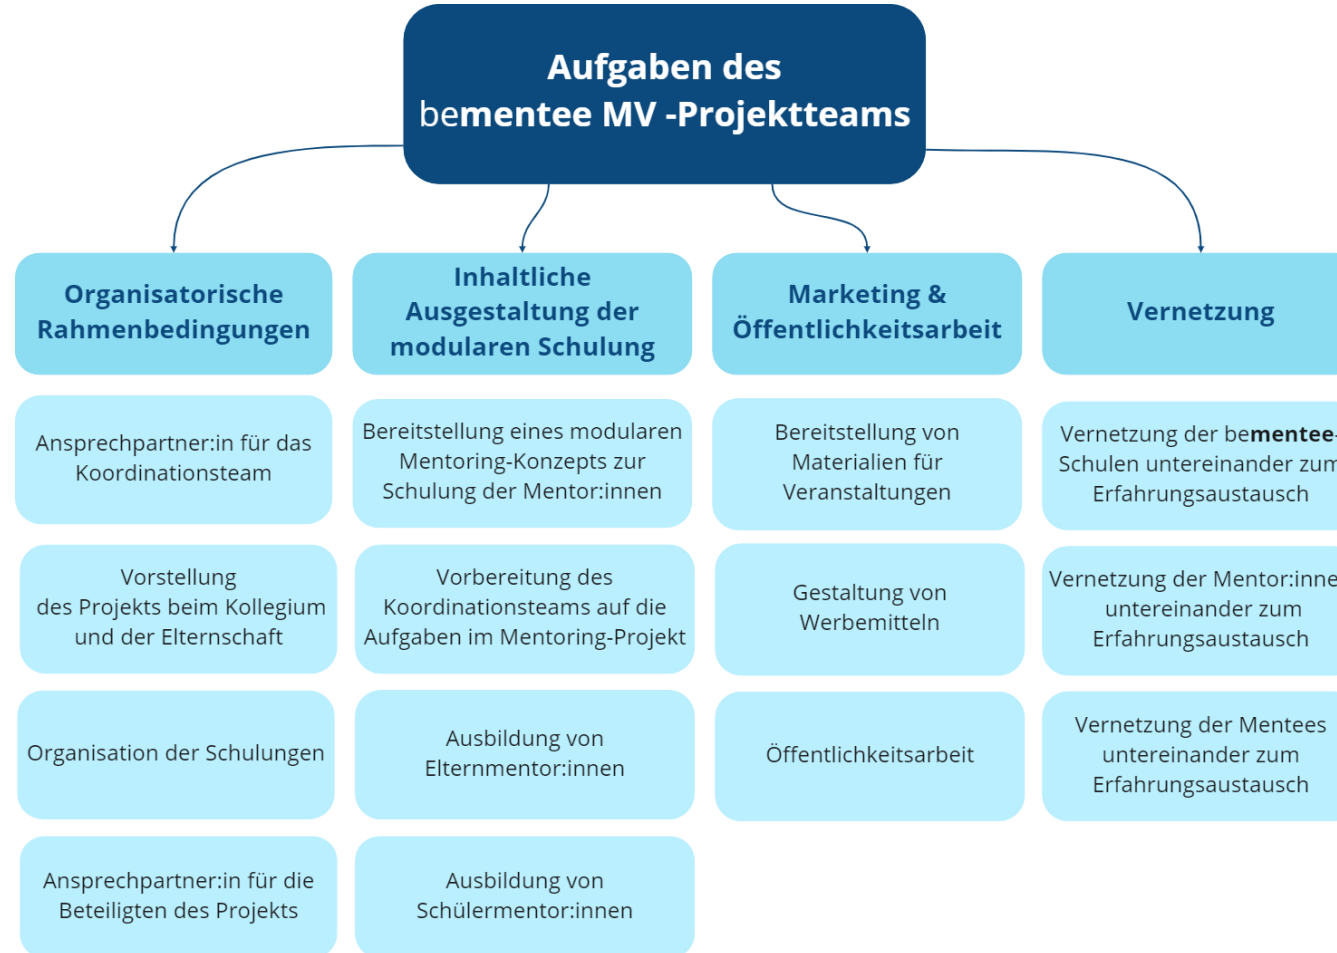 Aufgaben des
bementee MV -Projektteams
Organisatorische
Rahmenbedingungen
Ansprechpartner:in für das
Koordinationsteam
Vorstellung
des Projekts beim Kollegium
und der Elternschaft
Organisation der Schulungen
Ansprechpartner:in für die
Beteiligten des Projekts
Inhaltliche
Ausgestaltung der
modularen Schulung
Bereitstellung eines modularen
Mentoring-Konzepts zur
Schulung der Mentor:innen
Vorbereitung des
Koordinationsteams auf die
Aufgaben im Mentoring-Projekt
Ausbildung von
Elternmentor:innen
Ausbildung von
Schülermentor:innen
Marketing &
Öffentlichkeitsarbeit
Bereitstellung von
Materialien für
Veranstaltungen
Gestaltung von
Werbemitteln
Öffentlichkeitsarbeit
Vernetzung
Vernetzung der bementee-
Schulen untereinander zum
Erfahrungsaustausch
Vernetzung der Mentor:inne
untereinander zum
Erfahrungsaustausch
Vernetzung der Mentees
untereinander zum
Erfahrungsaustausch